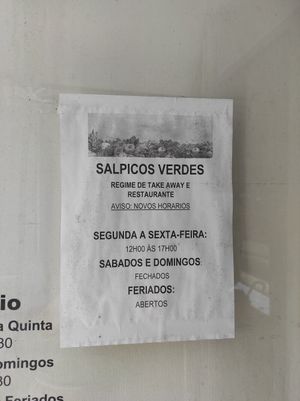 SALPICOS VERDES
REGIME DE TAKE AWAY E
RESTAURANTE
AVISO: NOVOS HORARIOS
SEGUNDA A SEXTA-FEIRA:
12H00 ÀS 17H00
SABADOS E DOMINGOS:
FECHADOS
FERIADOS:
ABERTOS
io
a Quinta
30
omingos
30
Feriados